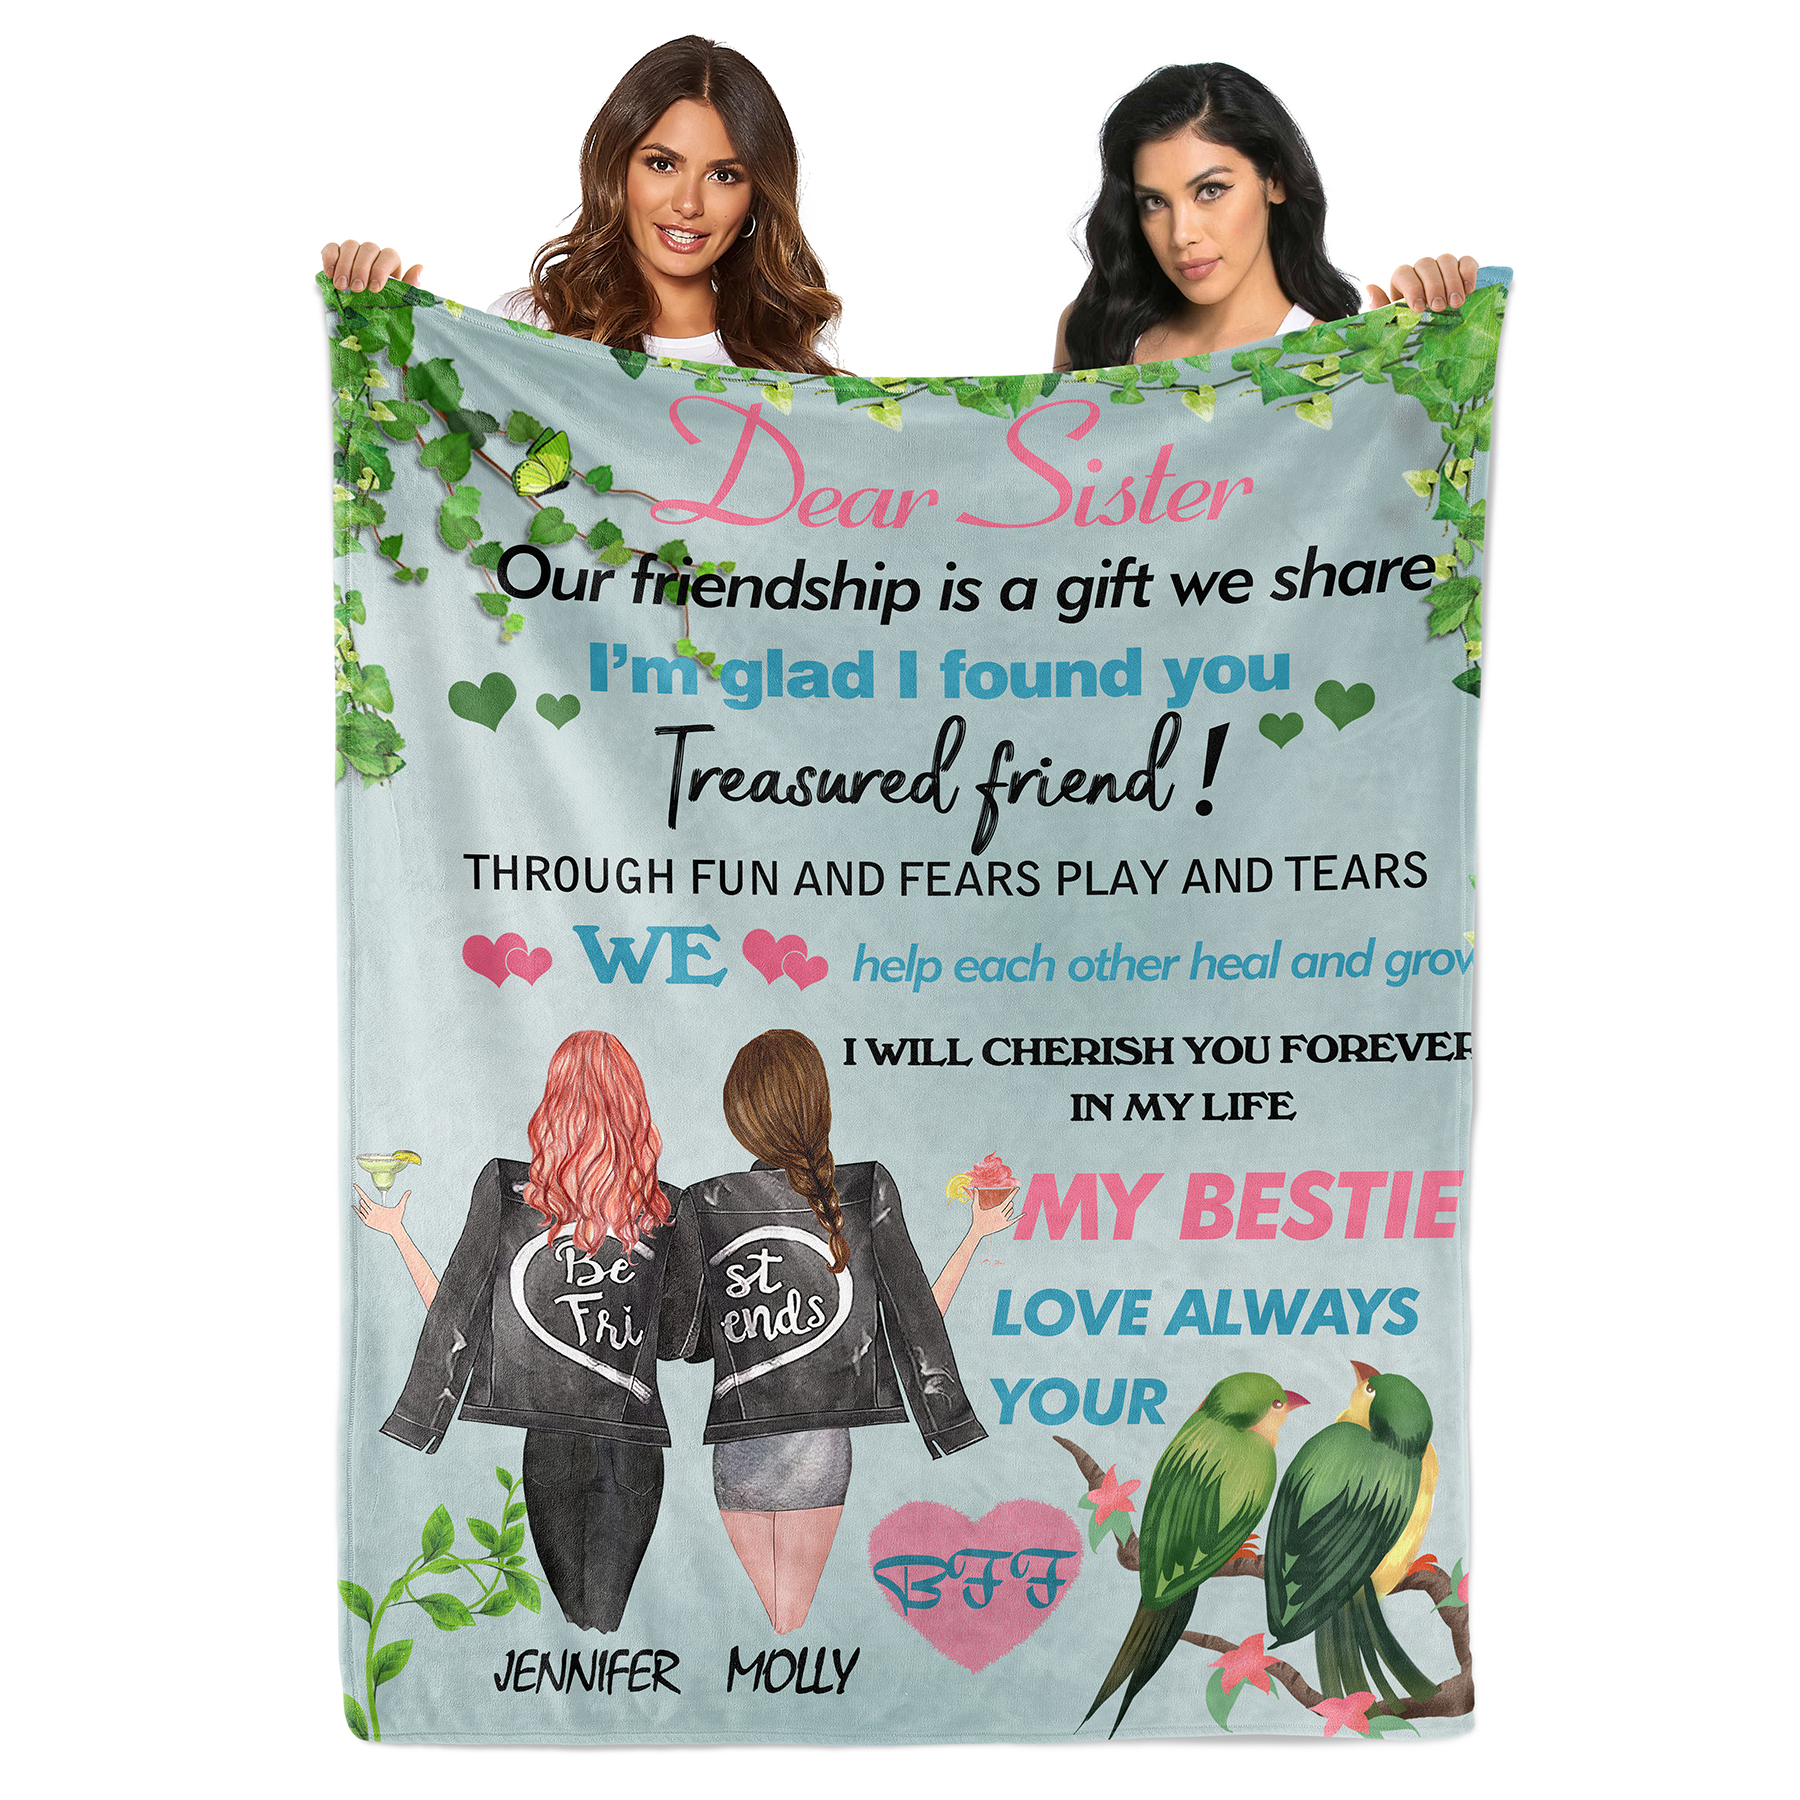 Dear Sister
Our friendship is a gift we share
I'm glad I found you
Treasured friend!
THROUGH FUN AND FEARS PLAY AND TEARS
WE help each other heal and grow
I WILL CHERISH YOU FOREVER
IN MY LIFE
MY BESTIE
LOVE ALWAYS
YOUR
Be st
Fri ends
BFF
JENNIFER MOLLY